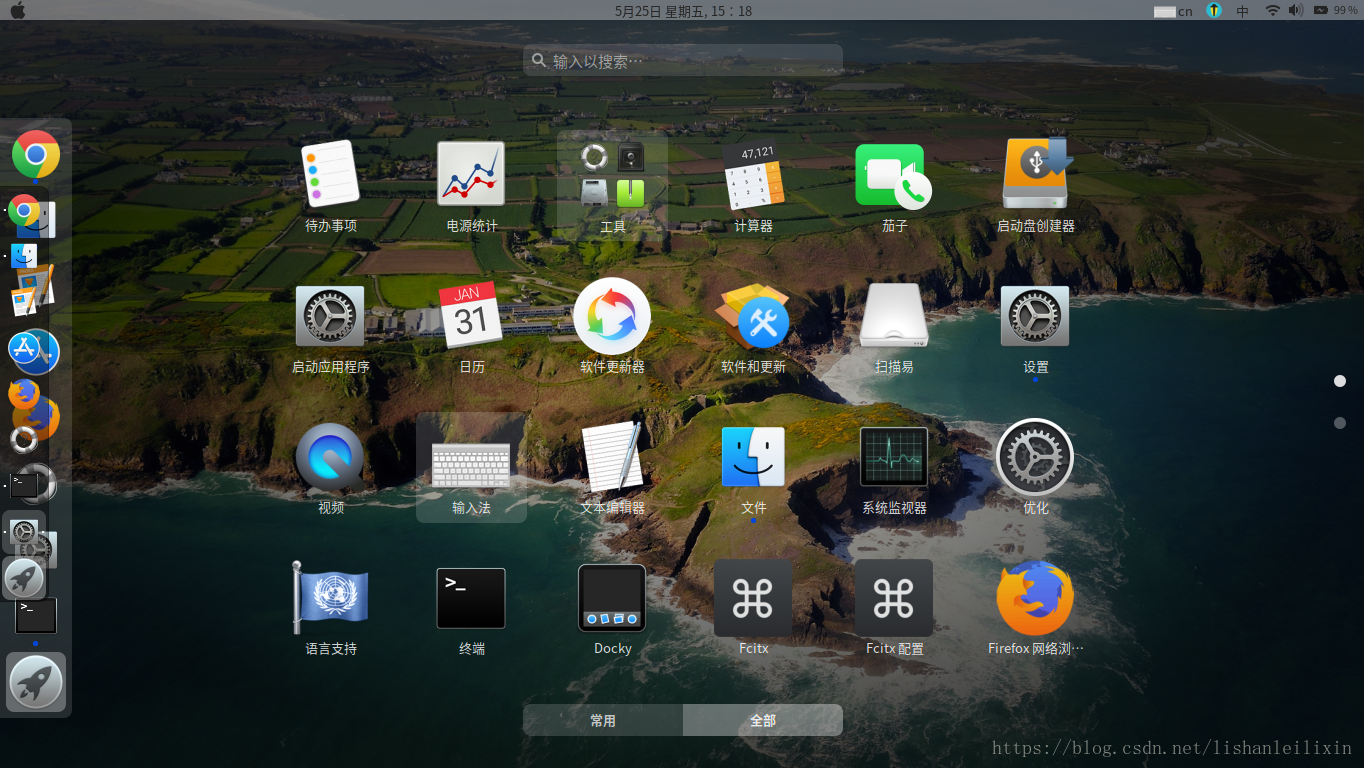 5月25日 星期五, 15：18
cn
中
99 %
输入以搜索…
待办事项
电源统计
工具
47,121
计算器
茄子
启动盘创建器
启动应用程序
JAN
31
日历
软件更新器
软件和更新
扫描易
设置
视频
输入法
文本编辑器
文件
系统监视器
优化
语言支持
>_
终端
Docky
Fcitx
Fcitx 配置
Firefox 网络浏…
>_
>_
常用
全部
https://blog.csdn.net/lishanleilixin